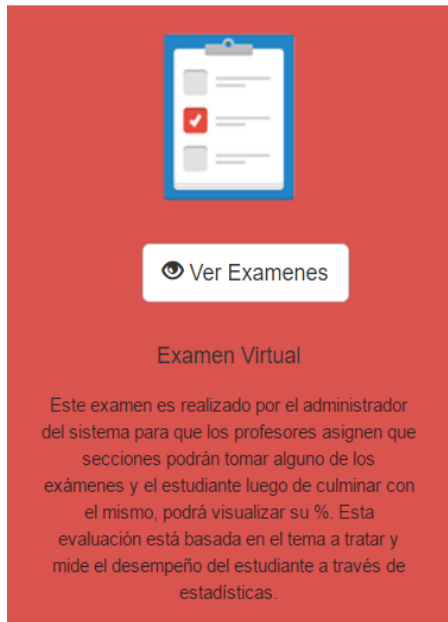 Ver Examenes
Examen Virtual
Este examen es realizado por el administrador
del sistema para que los profesores asignen que
secciones podrán tomar alguno de los
exámenes y el estudiante luego de culminar con
el mismo, podrá visualizar su %. Esta
evaluación está basada en el tema a tratar y
mide el desempeño del estudiante a través de
estadísticas.